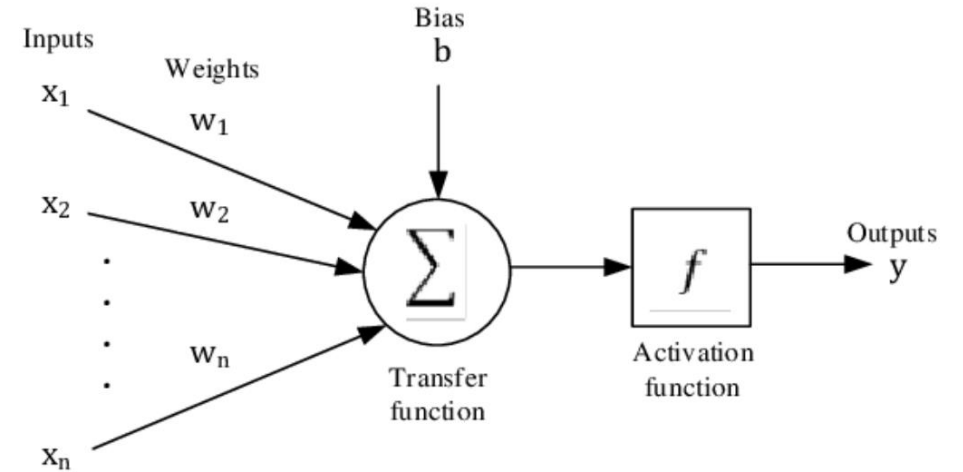 Bias
b
Inputs
Weights
x₁
w₁
x₂
w₂
Σ
f
Outputs
y
wₙ
Transfer
function
Activation
function
xₙ